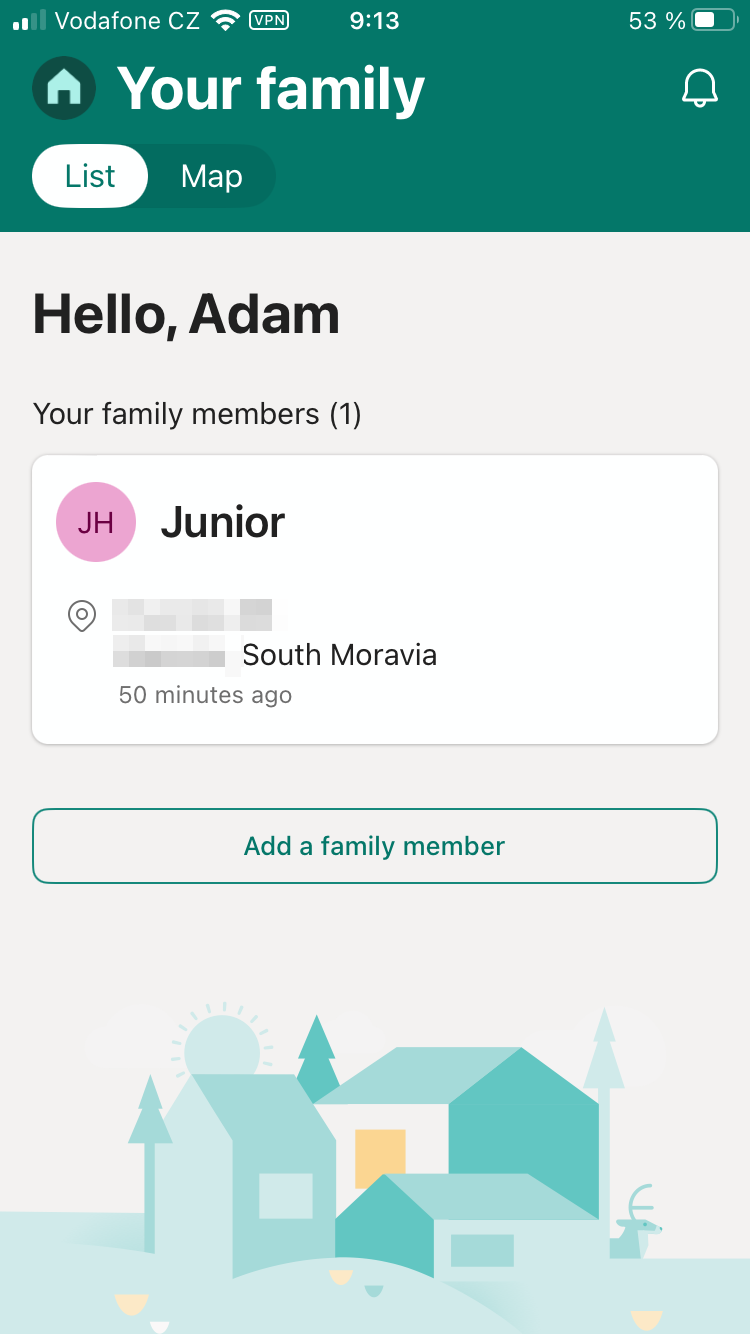 Vodafone CZ VPN 9:13 53 %
Your family
List Map
Hello, Adam
Your family members (1)
JH Junior
South Moravia
50 minutes ago
Add a family member